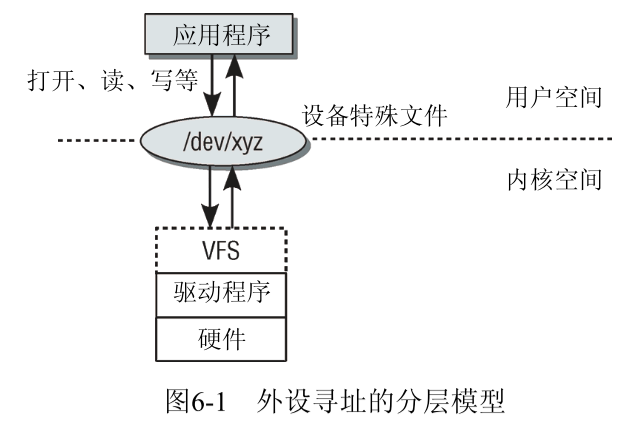 应用程序
打开、读、写等
用户空间
设备特殊文件
/dev/xyz
内核空间
VFS
驱动程序
硬件
图6-1 外设寻址的分层模型